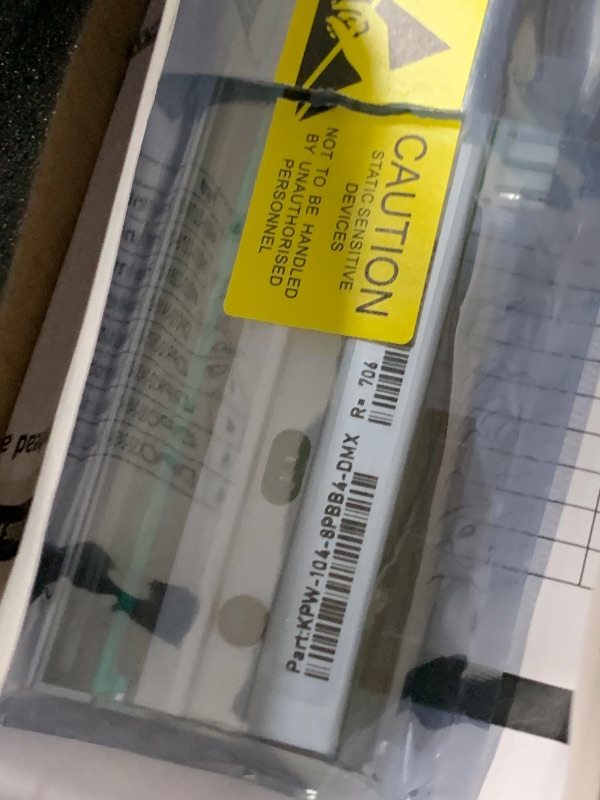 CAUTION
STATIC SENSITIVE
DEVICES
NOT TO BE HANDLED
BY UNAUTHORISED
PERSONNEL
Part:KPW-104-8PBB4-DMX R= 706